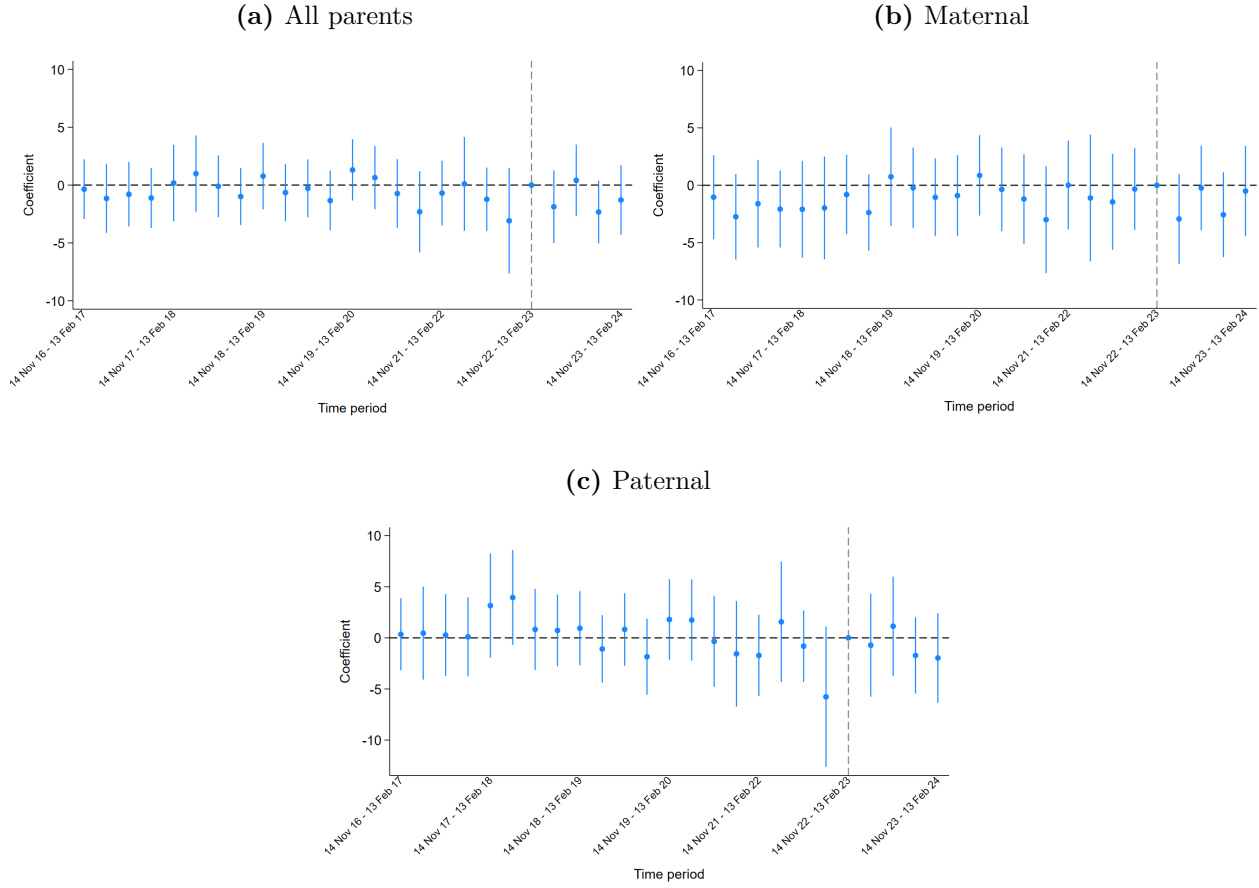 (a) All parents
10
5
0
-5
-10
Coefficient
14 Nov 16 - 13 Feb 17
14 Nov 17 - 13 Feb 18
14 Nov 18 - 13 Feb 19
14 Nov 19 - 13 Feb 20
14 Nov 21 - 13 Feb 22
14 Nov 22 - 13 Feb 23
14 Nov 23 - 13 Feb 24
Time period
(b) Maternal
10
5
0
-5
-10
Coefficient
14 Nov 16 - 13 Feb 17
14 Nov 17 - 13 Feb 18
14 Nov 18 - 13 Feb 19
14 Nov 19 - 13 Feb 20
14 Nov 21 - 13 Feb 22
14 Nov 22 - 13 Feb 23
14 Nov 23 - 13 Feb 24
Time period
(c) Paternal
10
5
0
-5
-10
Coefficient
14 Nov 16 - 13 Feb 17
14 Nov 17 - 13 Feb 18
14 Nov 18 - 13 Feb 19
14 Nov 19 - 13 Feb 20
14 Nov 21 - 13 Feb 22
14 Nov 22 - 13 Feb 23
14 Nov 23 - 13 Feb 24
Time period